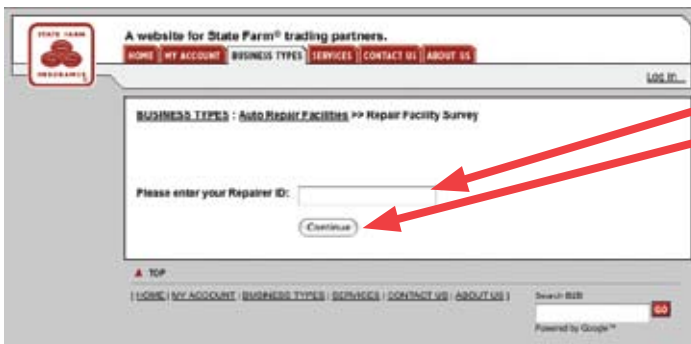 STATE FARM
INSURANCE
A website for State Farm® trading partners.
HOME MY ACCOUNT BUSINESS TYPES SERVICES CONTACT US ABOUT US
Log in...
BUSINESS TYPES : Auto Repair Facilities >> Repair Facility Survey
Please enter your Repairer ID:
Continue
TOP
| HOME | MY ACCOUNT | BUSINESS TYPES | SERVICES | CONTACT US | ABOUT US |
Search B2B
GO
Powered by Google™